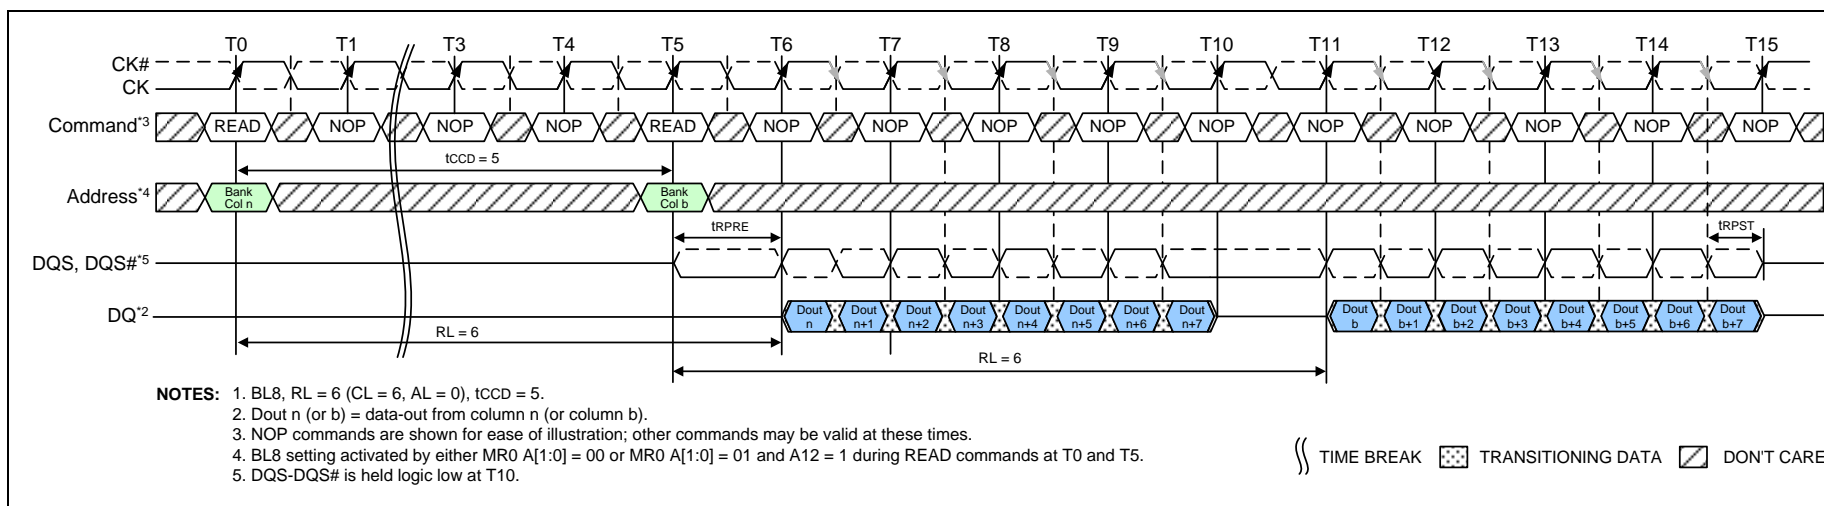 T0 T1 T3 T4 T5 T6 T7 T8 T9 T10 T11 T12 T13 T14 T15
CK#
CK
Command*3 READ NOP NOP NOP READ NOP NOP NOP NOP NOP NOP NOP NOP NOP NOP
tCCD = 5
Address*4 Bank Col n Bank Col b
tRPRE tRPST
DQS, DQS#*5
DQ*2 Dout n Dout n+1 Dout n+2 Dout n+3 Dout n+4 Dout n+5 Dout n+6 Dout n+7 Dout b Dout b+1 Dout b+2 Dout b+3 Dout b+4 Dout b+5 Dout b+6 Dout b+7
RL = 6
RL = 6
NOTES: 1. BL8, RL = 6 (CL = 6, AL = 0), tCCD = 5.
2. Dout n (or b) = data-out from column n (or column b).
3. NOP commands are shown for ease of illustration; other commands may be valid at these times.
4. BL8 setting activated by either MR0 A[1:0] = 00 or MR0 A[1:0] = 01 and A12 = 1 during READ commands at T0 and T5.
5. DQS-DQS# is held logic low at T10.
TIME BREAK TRANSITIONING DATA DON'T CARE